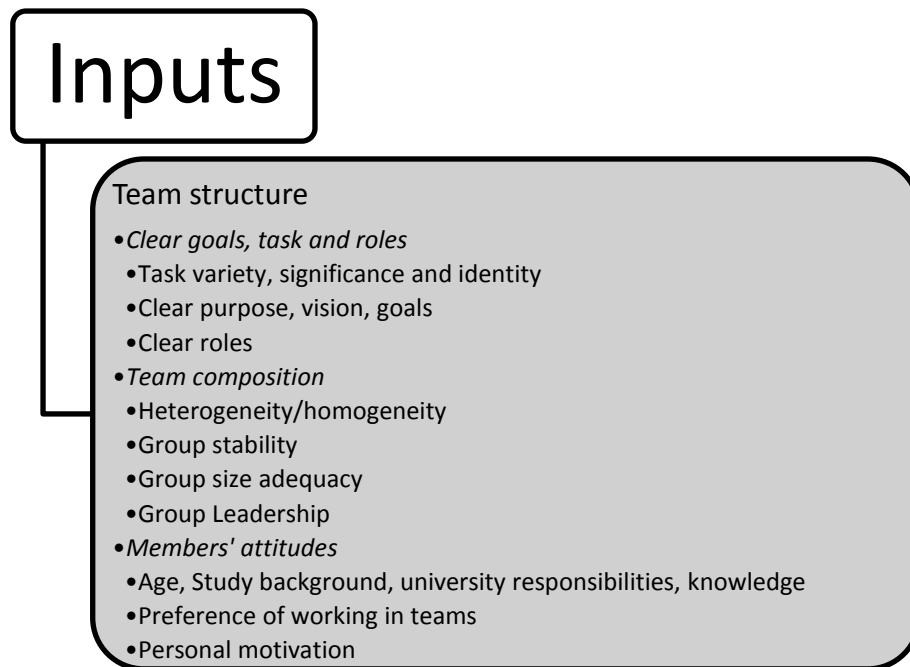 Inputs
Team structure
•Clear goals, task and roles
•Task variety, significance and identity
•Clear purpose, vision, goals
•Clear roles
•Team composition
•Heterogeneity/homogeneity
•Group stability
•Group size adequacy
•Group Leadership
•Members' attitudes
•Age, Study background, university responsibilities, knowledge
•Preference of working in teams
•Personal motivation